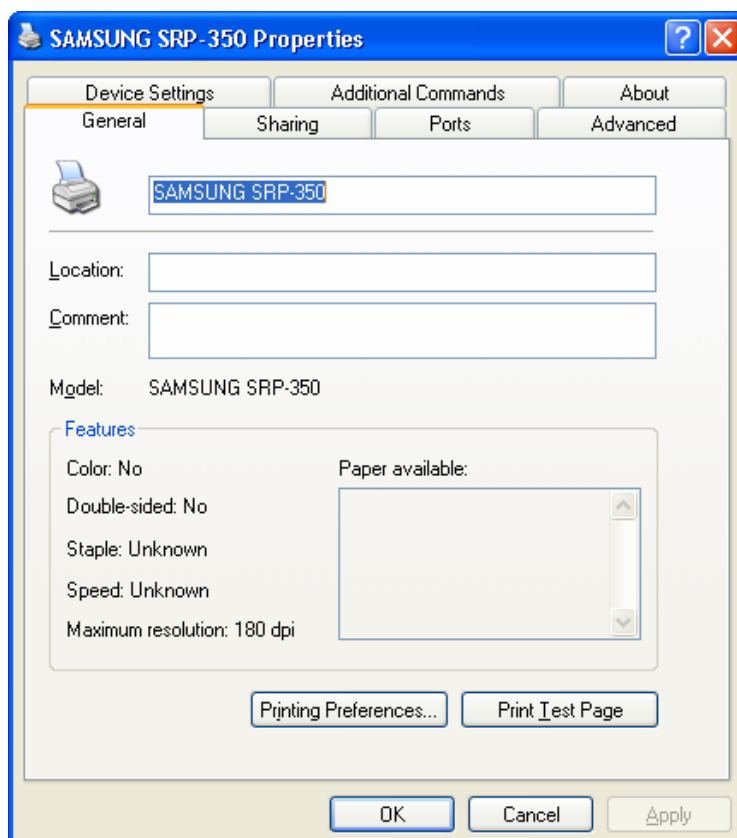 SAMSUNG SRP-350 Properties
Device Settings Additional Commands About
General Sharing Ports Advanced
SAMSUNG SRP-350
Location:
Comment:
Model: SAMSUNG SRP-350
Features
Color: No Paper available:
Double-sided: No
Staple: Unknown
Speed: Unknown
Maximum resolution: 180 dpi
Printing Preferences... Print Test Page
OK Cancel Apply